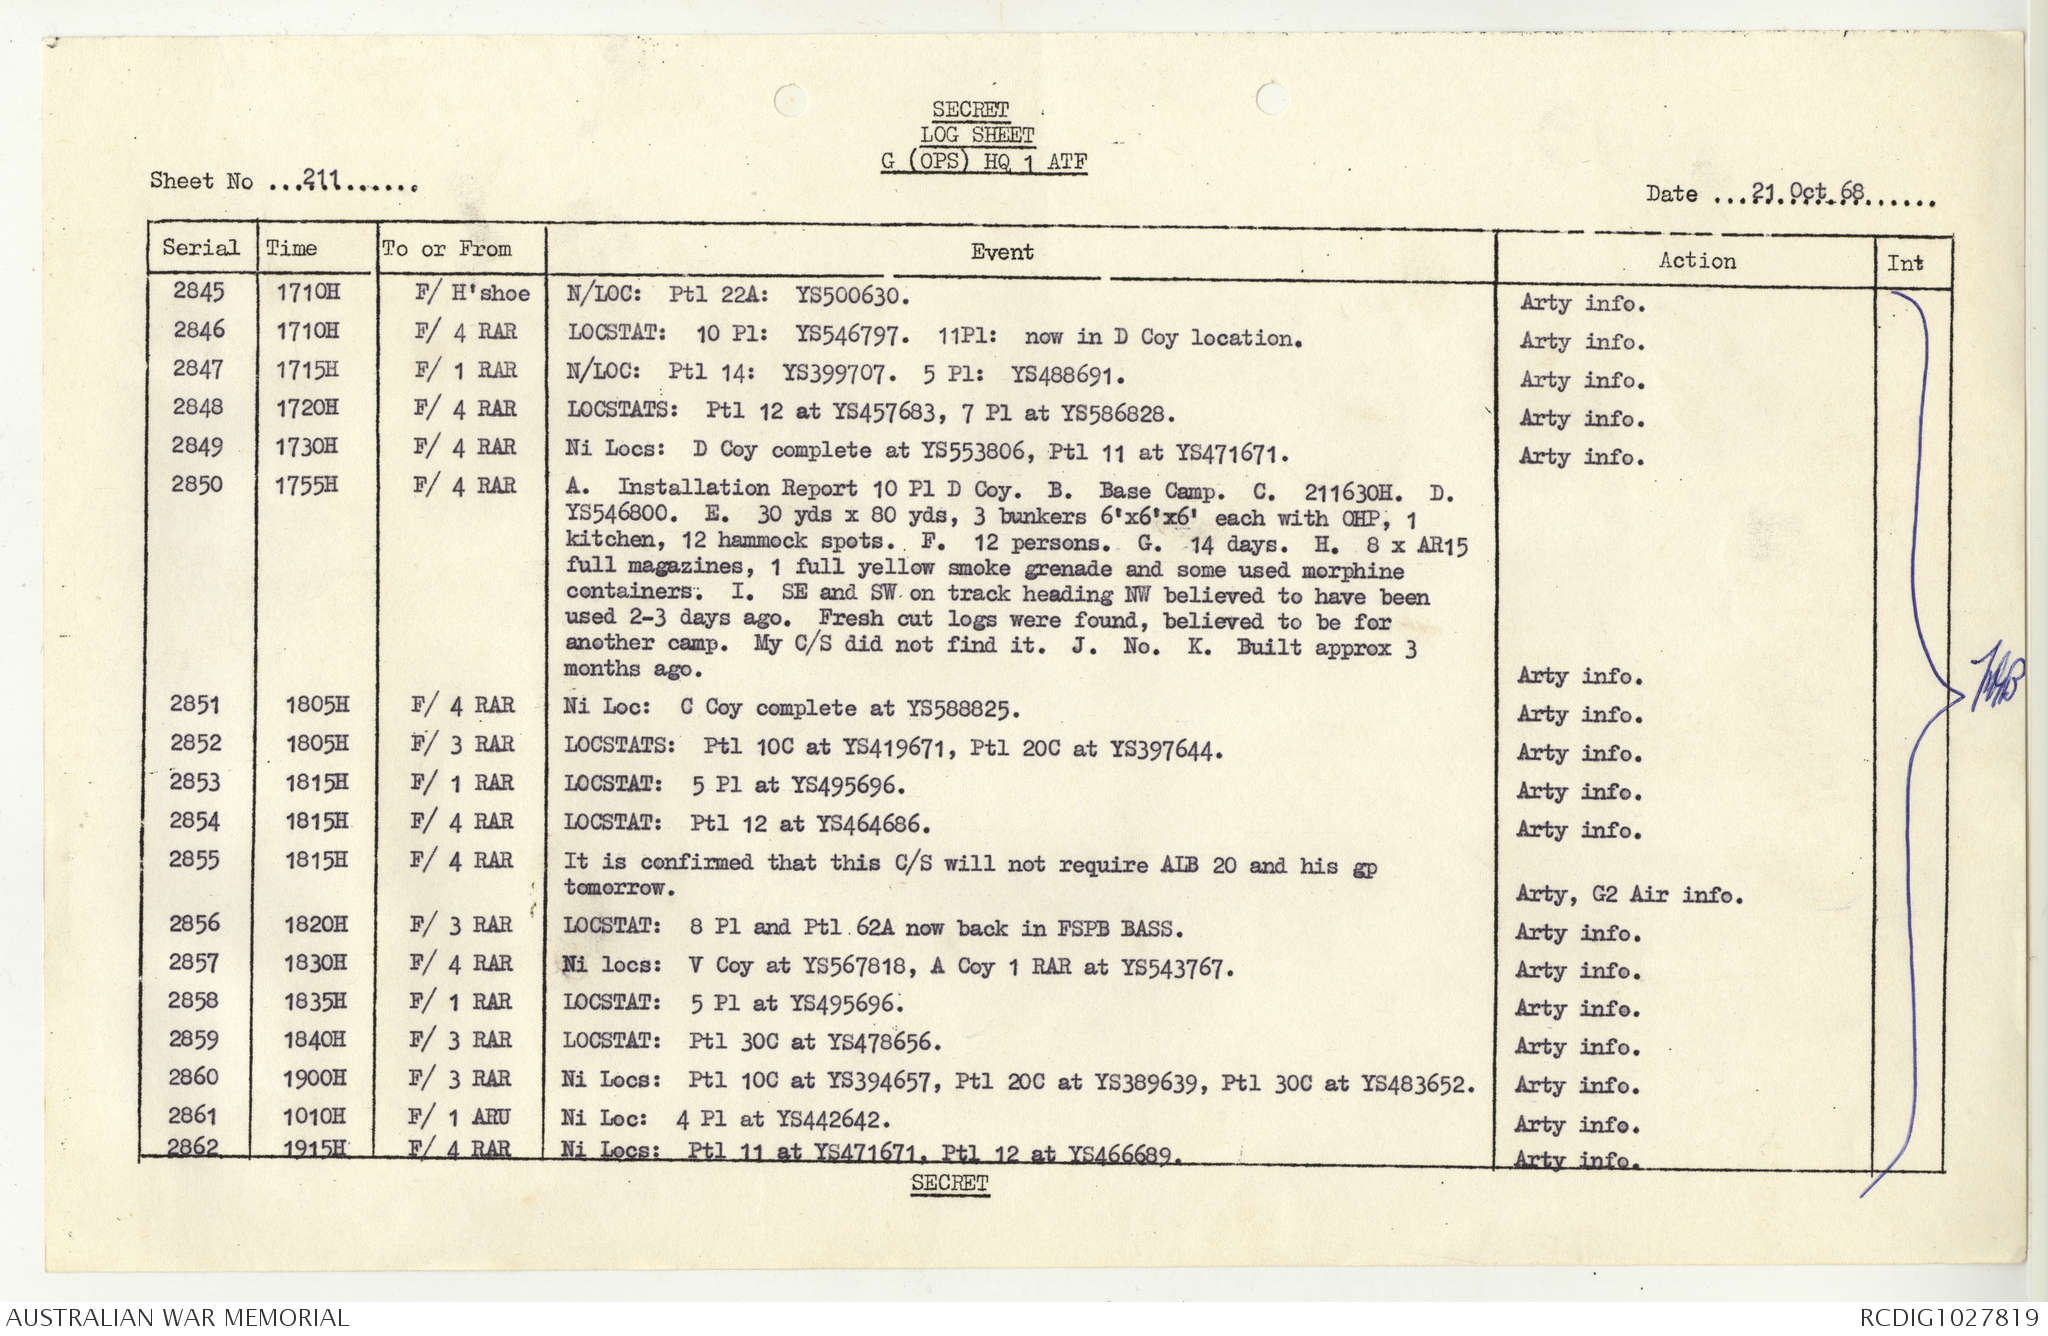 SECRET
LOG SHEET
G (OPS) HQ 1 ATF
Sheet No ...211.......
Date ...21 Oct 68......
Serial Time To or From Event Action Int
2845 1710H F/ H'shoe N/LOC: Ptl 22A: YS500630. Arty info.
2846 1710H F/ 4 RAR LOCSTAT: 10 Pl: YS546797. 11Pl: now in D Coy location. Arty info.
2847 1715H F/ 1 RAR N/LOC: Ptl 14: YS399707. 5 Pl: YS488691. Arty info.
2848 1720H F/ 4 RAR LOCSTATS: Ptl 12 at YS457683, 7 Pl at YS586828. Arty info.
2849 1730H F/ 4 RAR Ni Locs: D Coy complete at YS553806, Ptl 11 at YS471671. Arty info.
2850 1755H F/ 4 RAR A. Installation Report 10 Pl D Coy. B. Base Camp. C. 211630H. D.
YS546800. E. 30 yds x 80 yds, 3 bunkers 6'x6'x6' each with OHP, 1
kitchen, 12 hammock spots. F. 12 persons. G. 14 days. H. 8 x AR15
full magazines, 1 full yellow smoke grenade and some used morphine
containers. I. SE and SW on track heading NW believed to have been
used 2-3 days ago. Fresh cut logs were found, believed to be for
another camp. My C/S did not find it. J. No. K. Built approx 3
months ago. Arty info.
2851 1805H F/ 4 RAR Ni Loc: C Coy complete at YS588825. Arty info.
2852 1805H F/ 3 RAR LOCSTATS: Ptl 10C at YS419671, Ptl 20C at YS397644. Arty info.
2853 1815H F/ 1 RAR LOCSTAT: 5 Pl at YS495696. Arty info.
2854 1815H F/ 4 RAR LOCSTAT: Ptl 12 at YS464686. Arty info.
2855 1815H F/ 4 RAR It is confirmed that this C/S will not require ALB 20 and his gp
tomorrow. Arty, G2 Air info.
2856 1820H F/ 3 RAR LOCSTAT: 8 Pl and Ptl 62A now back in FSPB BASS. Arty info.
2857 1830H F/ 4 RAR Ni locs: V Coy at YS567818, A Coy 1 RAR at YS543767. Arty info.
2858 1835H F/ 1 RAR LOCSTAT: 5 Pl at YS495696. Arty info.
2859 1840H F/ 3 RAR LOCSTAT: Ptl 30C at YS478656. Arty info.
2860 1900H F/ 3 RAR Ni Locs: Ptl 10C at YS394657, Ptl 20C at YS389639, Ptl 30C at YS483652. Arty info.
2861 1010H F/ 1 ARU Ni Loc: 4 Pl at YS442642. Arty info.
2862 1915H F/ 4 RAR Ni Locs: Ptl 11 at YS471671, Ptl 12 at YS466689. Arty info.
SECRET
AUSTRALIAN WAR MEMORIAL
RCDIG1027819